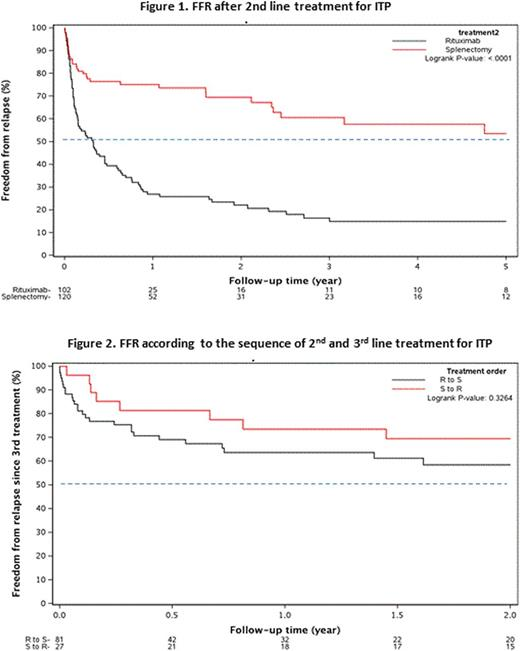 Figure 1. FFR after 2nd line treatment for ITP
treatment2
Rituximab
Splenectomy
Logrank P-value: <.0001
Freedom from relapse (%)
100
90
80
70
60
50
40
30
20
10
0
0 1 2 3 4 5
Follow-up time (year)
Rituximab- 102 25 16 11 10 8
Splenectomy- 120 52 31 23 16 12
Figure 2. FFR according to the sequence of 2nd and 3rd line treatment for ITP
Treatment order
R to S
S to R
Logrank P-value: 0.3264
Freedom from relapse since 3rd treatment (%)
100
90
80
70
60
50
40
30
20
10
0
0.0 0.5 1.0 1.5 2.0
Follow-up time (year)
R to S- 81 42 32 22 20
S to R- 27 21 18 17 15